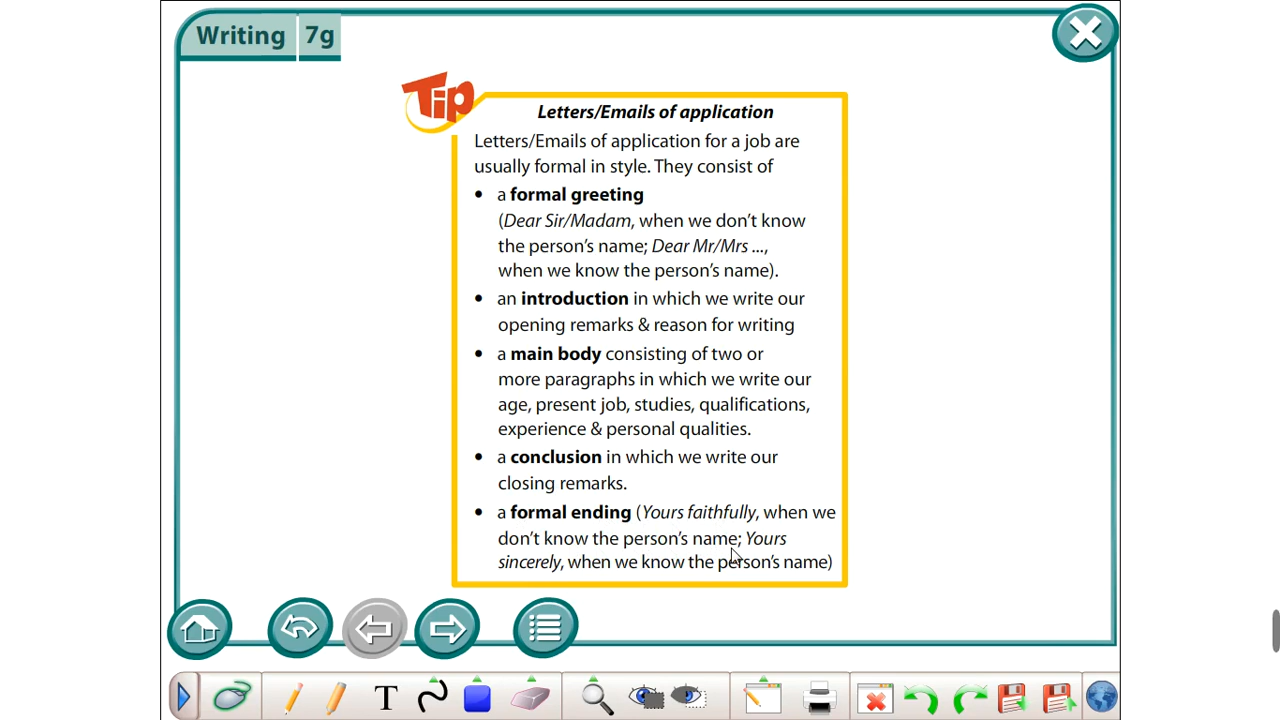 Writing 7g
Tip
Letters/Emails of application
Letters/Emails of application for a job are
usually formal in style. They consist of
• a formal greeting
(Dear Sir/Madam, when we don’t know
the person’s name; Dear Mr/Mrs ...,
when we know the person’s name).
• an introduction in which we write our
opening remarks & reason for writing
• a main body consisting of two or
more paragraphs in which we write our
age, present job, studies, qualifications,
experience & personal qualities.
• a conclusion in which we write our
closing remarks.
• a formal ending (Yours faithfully, when we
don’t know the person’s name; Yours
sincerely, when we know the person’s name)
T